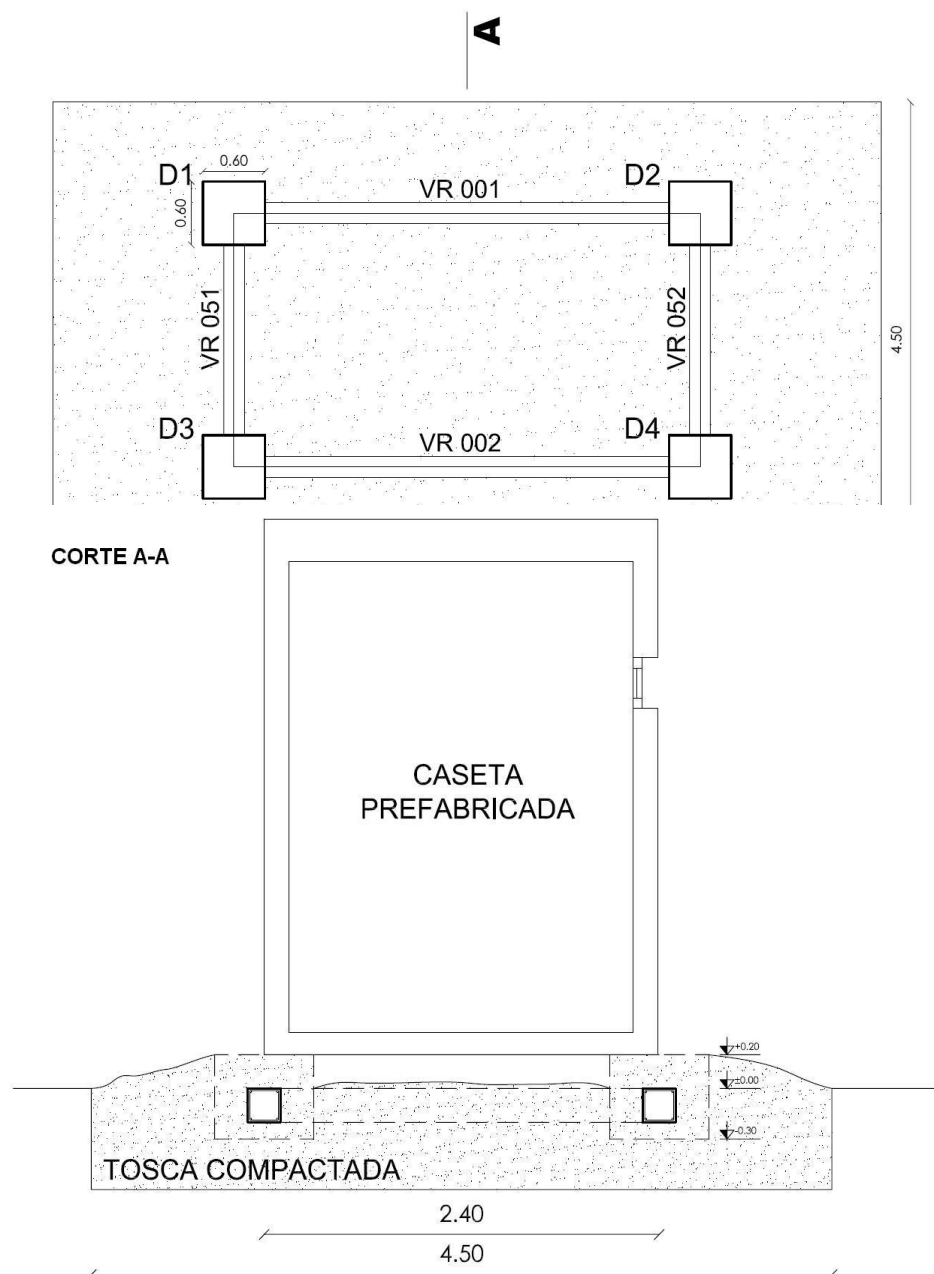 A
D1
0.60
VR 001
D2
0.60
VR 051
VR 052
4.50
D3
VR 002
D4
CORTE A-A
CASETA
PREFABRICADA
+0.20
±0.00
-0.30
TOSCA COMPACTADA
2.40
4.50